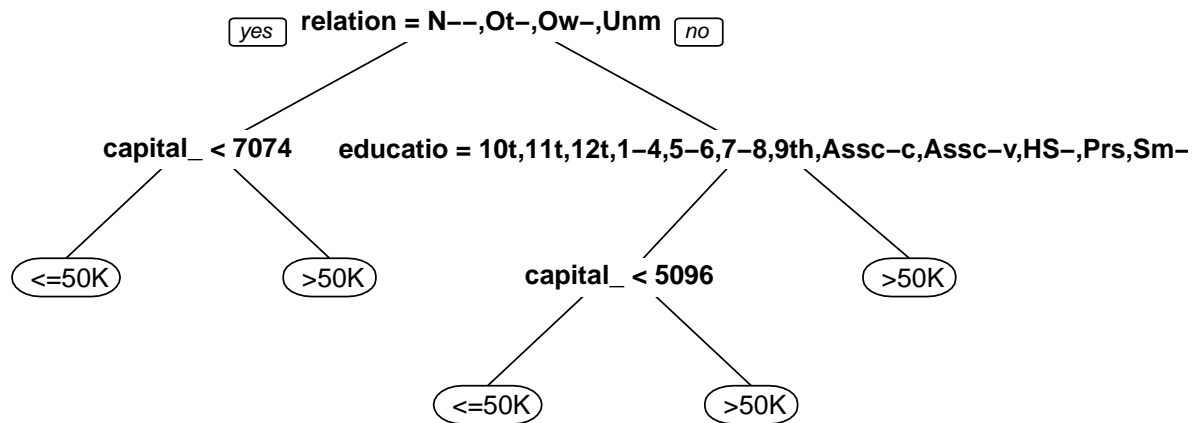 yes relation = N−−,Ot−,Ow−,Unm no
capital_ < 7074 educatio = 10t,11t,12t,1−4,5−6,7−8,9th,Assc−c,Assc−v,HS−,Prs,Sm−
<=50K >50K capital_ < 5096 >50K
<=50K >50K